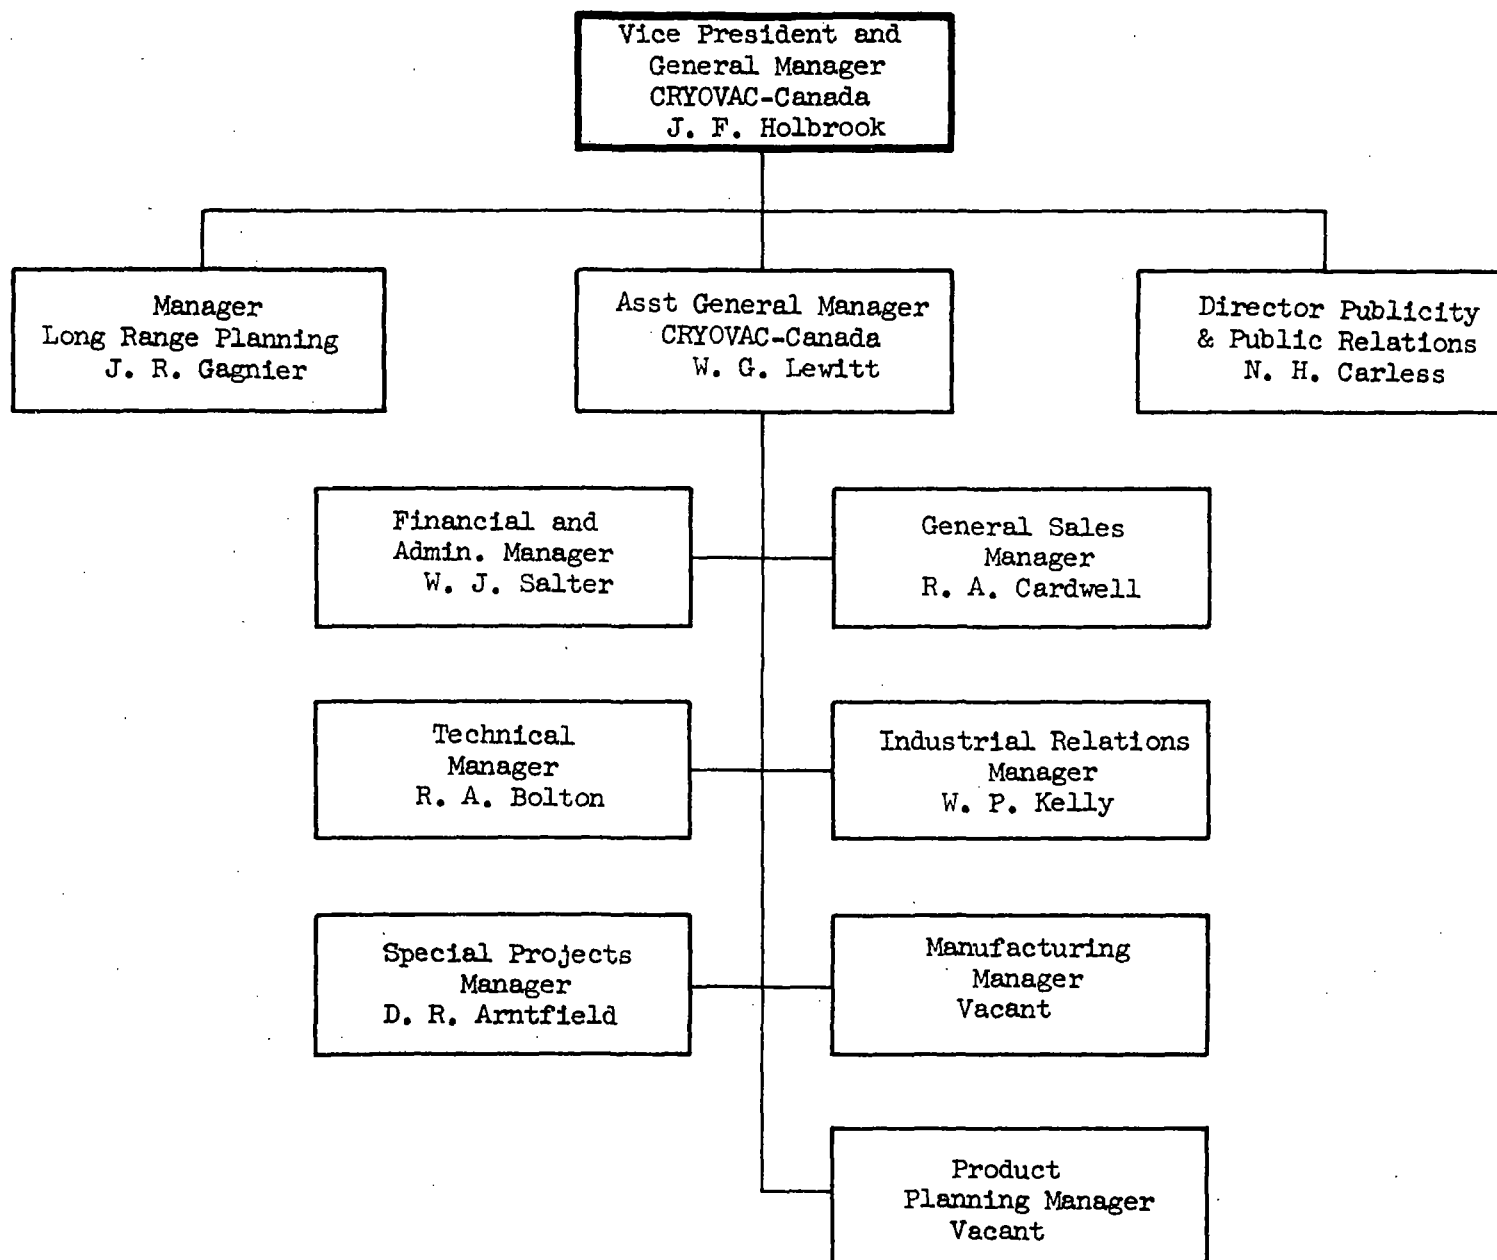 Vice President and
General Manager
CRYOVAC-Canada
J. F. Holbrook
Manager
Long Range Planning
J. R. Gagnier
Asst General Manager
CRYOVAC-Canada
W. G. Lewitt
Director Publicity
& Public Relations
N. H. Carless
Financial and
Admin. Manager
W. J. Salter
General Sales
Manager
R. A. Cardwell
Technical
Manager
R. A. Bolton
Industrial Relations
Manager
W. P. Kelly
Special Projects
Manager
D. R. Arntfield
Manufacturing
Manager
Vacant
Product
Planning Manager
Vacant